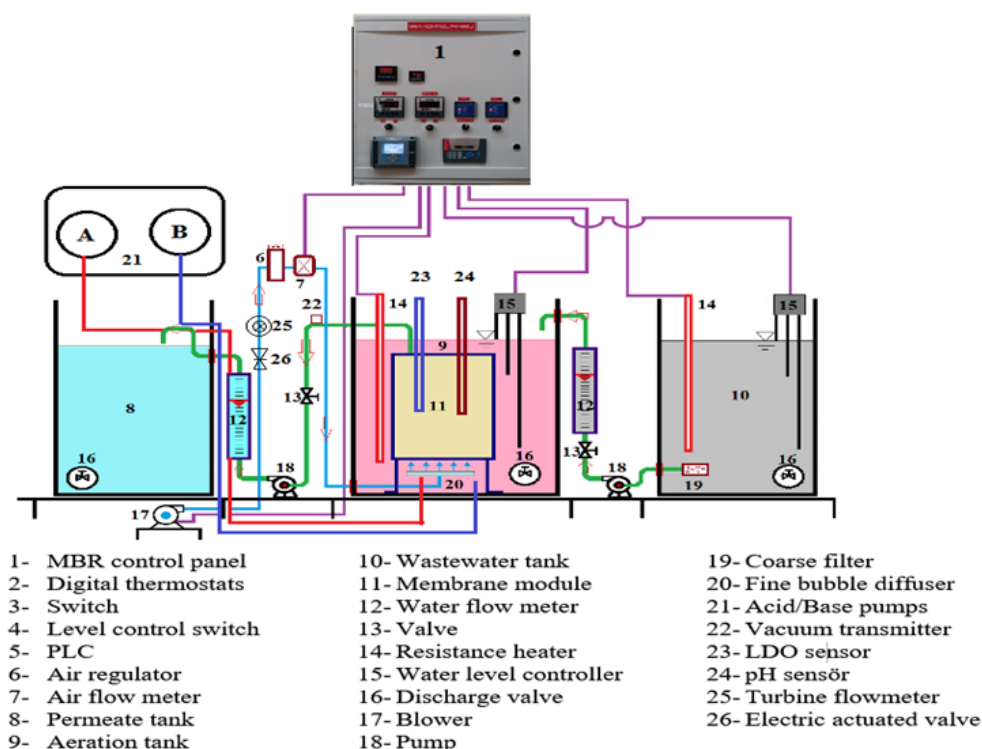 MBR CONTROL PANELİ
1
A
B
21
6
7
23
24
14
15
14
15
22
25
26
9
13
12
8
11
12
10
13
16
18
20
16
18
19
16
17
1- MBR control panel
2- Digital thermostats
3- Switch
4- Level control switch
5- PLC
6- Air regulator
7- Air flow meter
8- Permeate tank
9- Aeration tank
10- Wastewater tank
11- Membrane module
12- Water flow meter
13- Valve
14- Resistance heater
15- Water level controller
16- Discharge valve
17- Blower
18- Pump
19- Coarse filter
20- Fine bubble diffuser
21- Acid/Base pumps
22- Vacuum transmitter
23- LDO sensor
24- pH sensör
25- Turbine flowmeter
26- Electric actuated valve